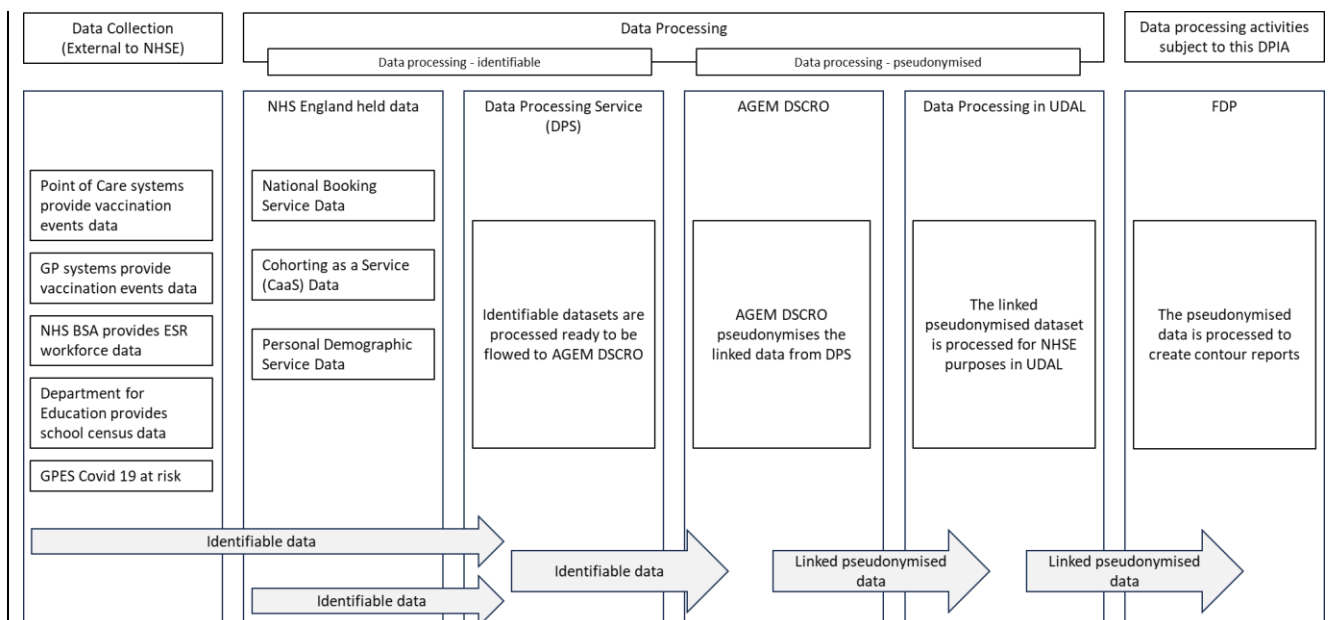 Data Collection
(External to NHSE)
Data Processing
Data processing activities
subject to this DPIA
Data processing - identifiable
Data processing - pseudonymised
NHS England held data
Data Processing Service
(DPS)
AGEM DSCRO
Data Processing in UDAL
FDP
Point of Care systems
provide vaccination
events data
GP systems provide
vaccination events data
NHS BSA provides ESR
workforce data
Department for
Education provides
school census data
GPES Covid 19 at risk
National Booking
Service Data
Cohorting as a Service
(CaaS) Data
Personal Demographic
Service Data
Identifiable datasets are
processed ready to be
flowed to AGEM DSCRO
AGEM DSCRO
pseudonymises the
linked data from DPS
The linked
pseudonymised dataset
is processed for NHSE
purposes in UDAL
The pseudonymised
data is processed to
create contour reports
Identifiable data
Identifiable data
Identifiable data
Linked pseudonymised
data
Linked pseudonymised
data